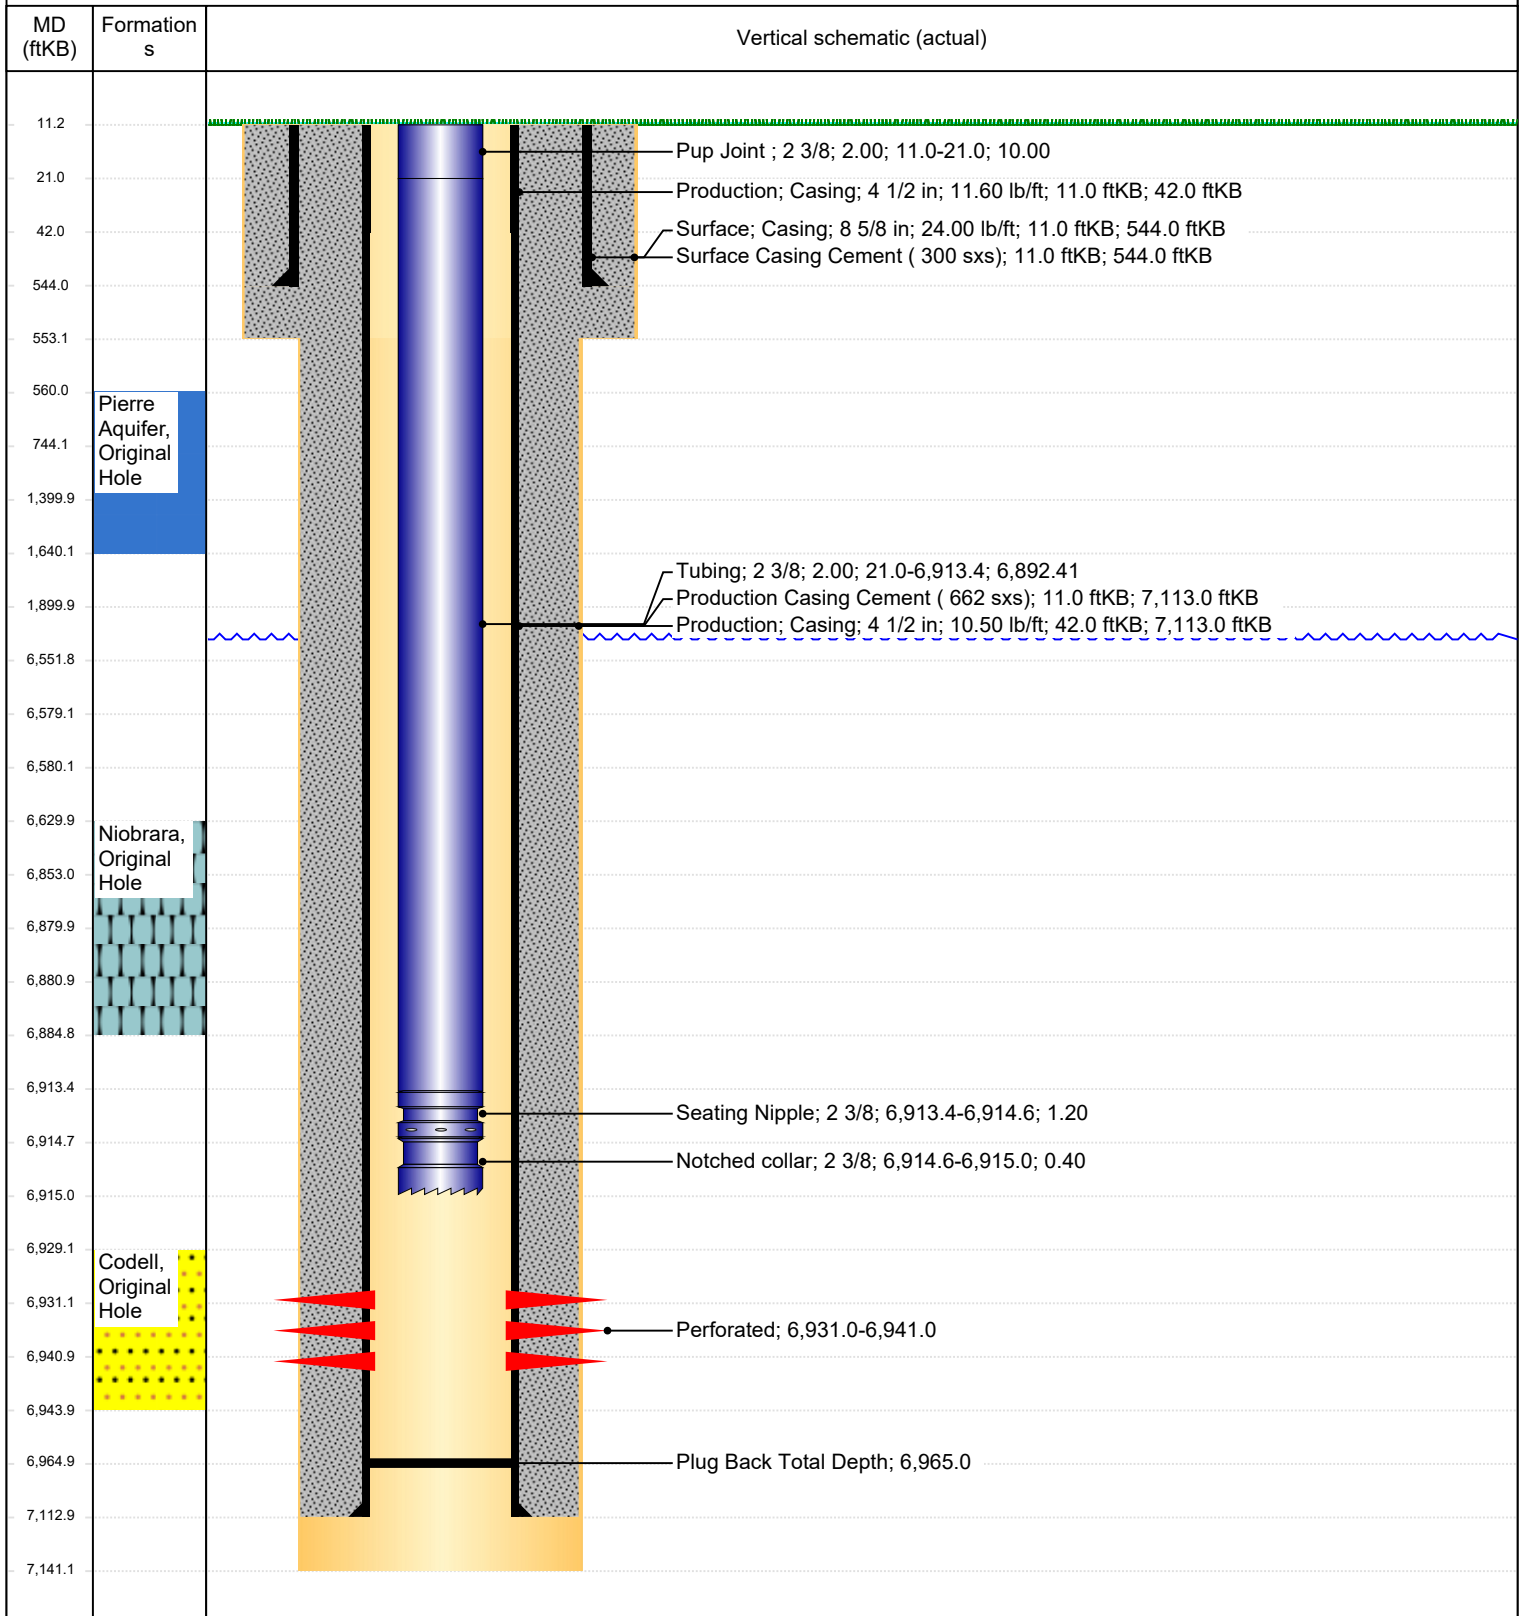 MD
(ftKB)
Formation
s
Vertical schematic (actual)
11.2
Pup Joint ; 2 3/8; 2.00; 11.0-21.0; 10.00
21.0
Production; Casing; 4 1/2 in; 11.60 lb/ft; 11.0 ftKB; 42.0 ftKB
42.0
Surface; Casing; 8 5/8 in; 24.00 lb/ft; 11.0 ftKB; 544.0 ftKB
Surface Casing Cement ( 300 sxs); 11.0 ftKB; 544.0 ftKB
544.0
553.1
560.0
Pierre
Aquifer,
Original
Hole
744.1
1,399.9
1,640.1
Tubing; 2 3/8; 2.00; 21.0-6,913.4; 6,892.41
Production Casing Cement ( 662 sxs); 11.0 ftKB; 7,113.0 ftKB
1,899.9
Production; Casing; 4 1/2 in; 10.50 lb/ft; 42.0 ftKB; 7,113.0 ftKB
6,551.8
6,579.1
6,580.1
6,629.9
Niobrara,
Original
Hole
6,853.0
6,879.9
6,880.9
6,884.8
6,913.4
Seating Nipple; 2 3/8; 6,913.4-6,914.6; 1.20
6,914.7
Notched collar; 2 3/8; 6,914.6-6,915.0; 0.40
6,915.0
6,929.1
Codell,
Original
Hole
6,931.1
Perforated; 6,931.0-6,941.0
6,940.9
6,943.9
6,964.9
Plug Back Total Depth; 6,965.0
7,112.9
7,141.1